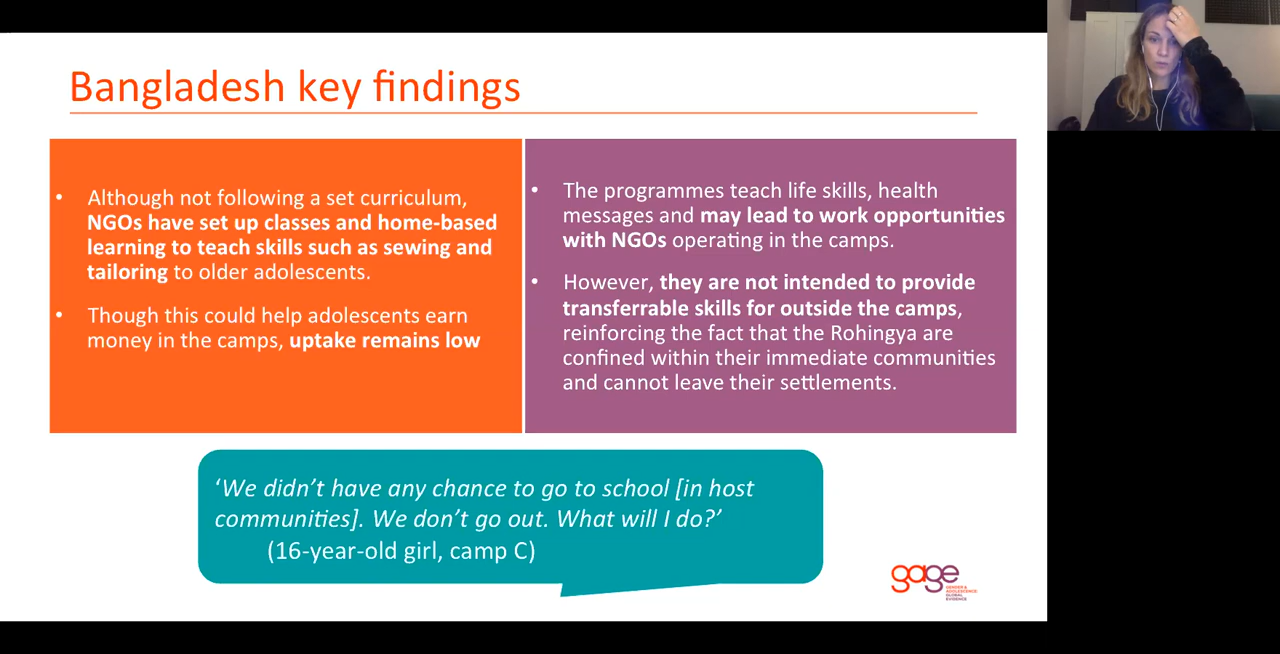 Bangladesh key findings
• Although not following a set curriculum,
NGOs have set up classes and home-based
learning to teach skills such as sewing and
tailoring to older adolescents.
• Though this could help adolescents earn
money in the camps, uptake remains low
• The programmes teach life skills, health
messages and may lead to work opportunities
with NGOs operating in the camps.
• However, they are not intended to provide
transferrable skills for outside the camps,
reinforcing the fact that the Rohingya are
confined within their immediate communities
and cannot leave their settlements.
‘We didn’t have any chance to go to school [in host
communities]. We don’t go out. What will I do?’
(16-year-old girl, camp C)
gage
GENDER &
ADOLESCENCE
GLOBAL
EVIDENCE